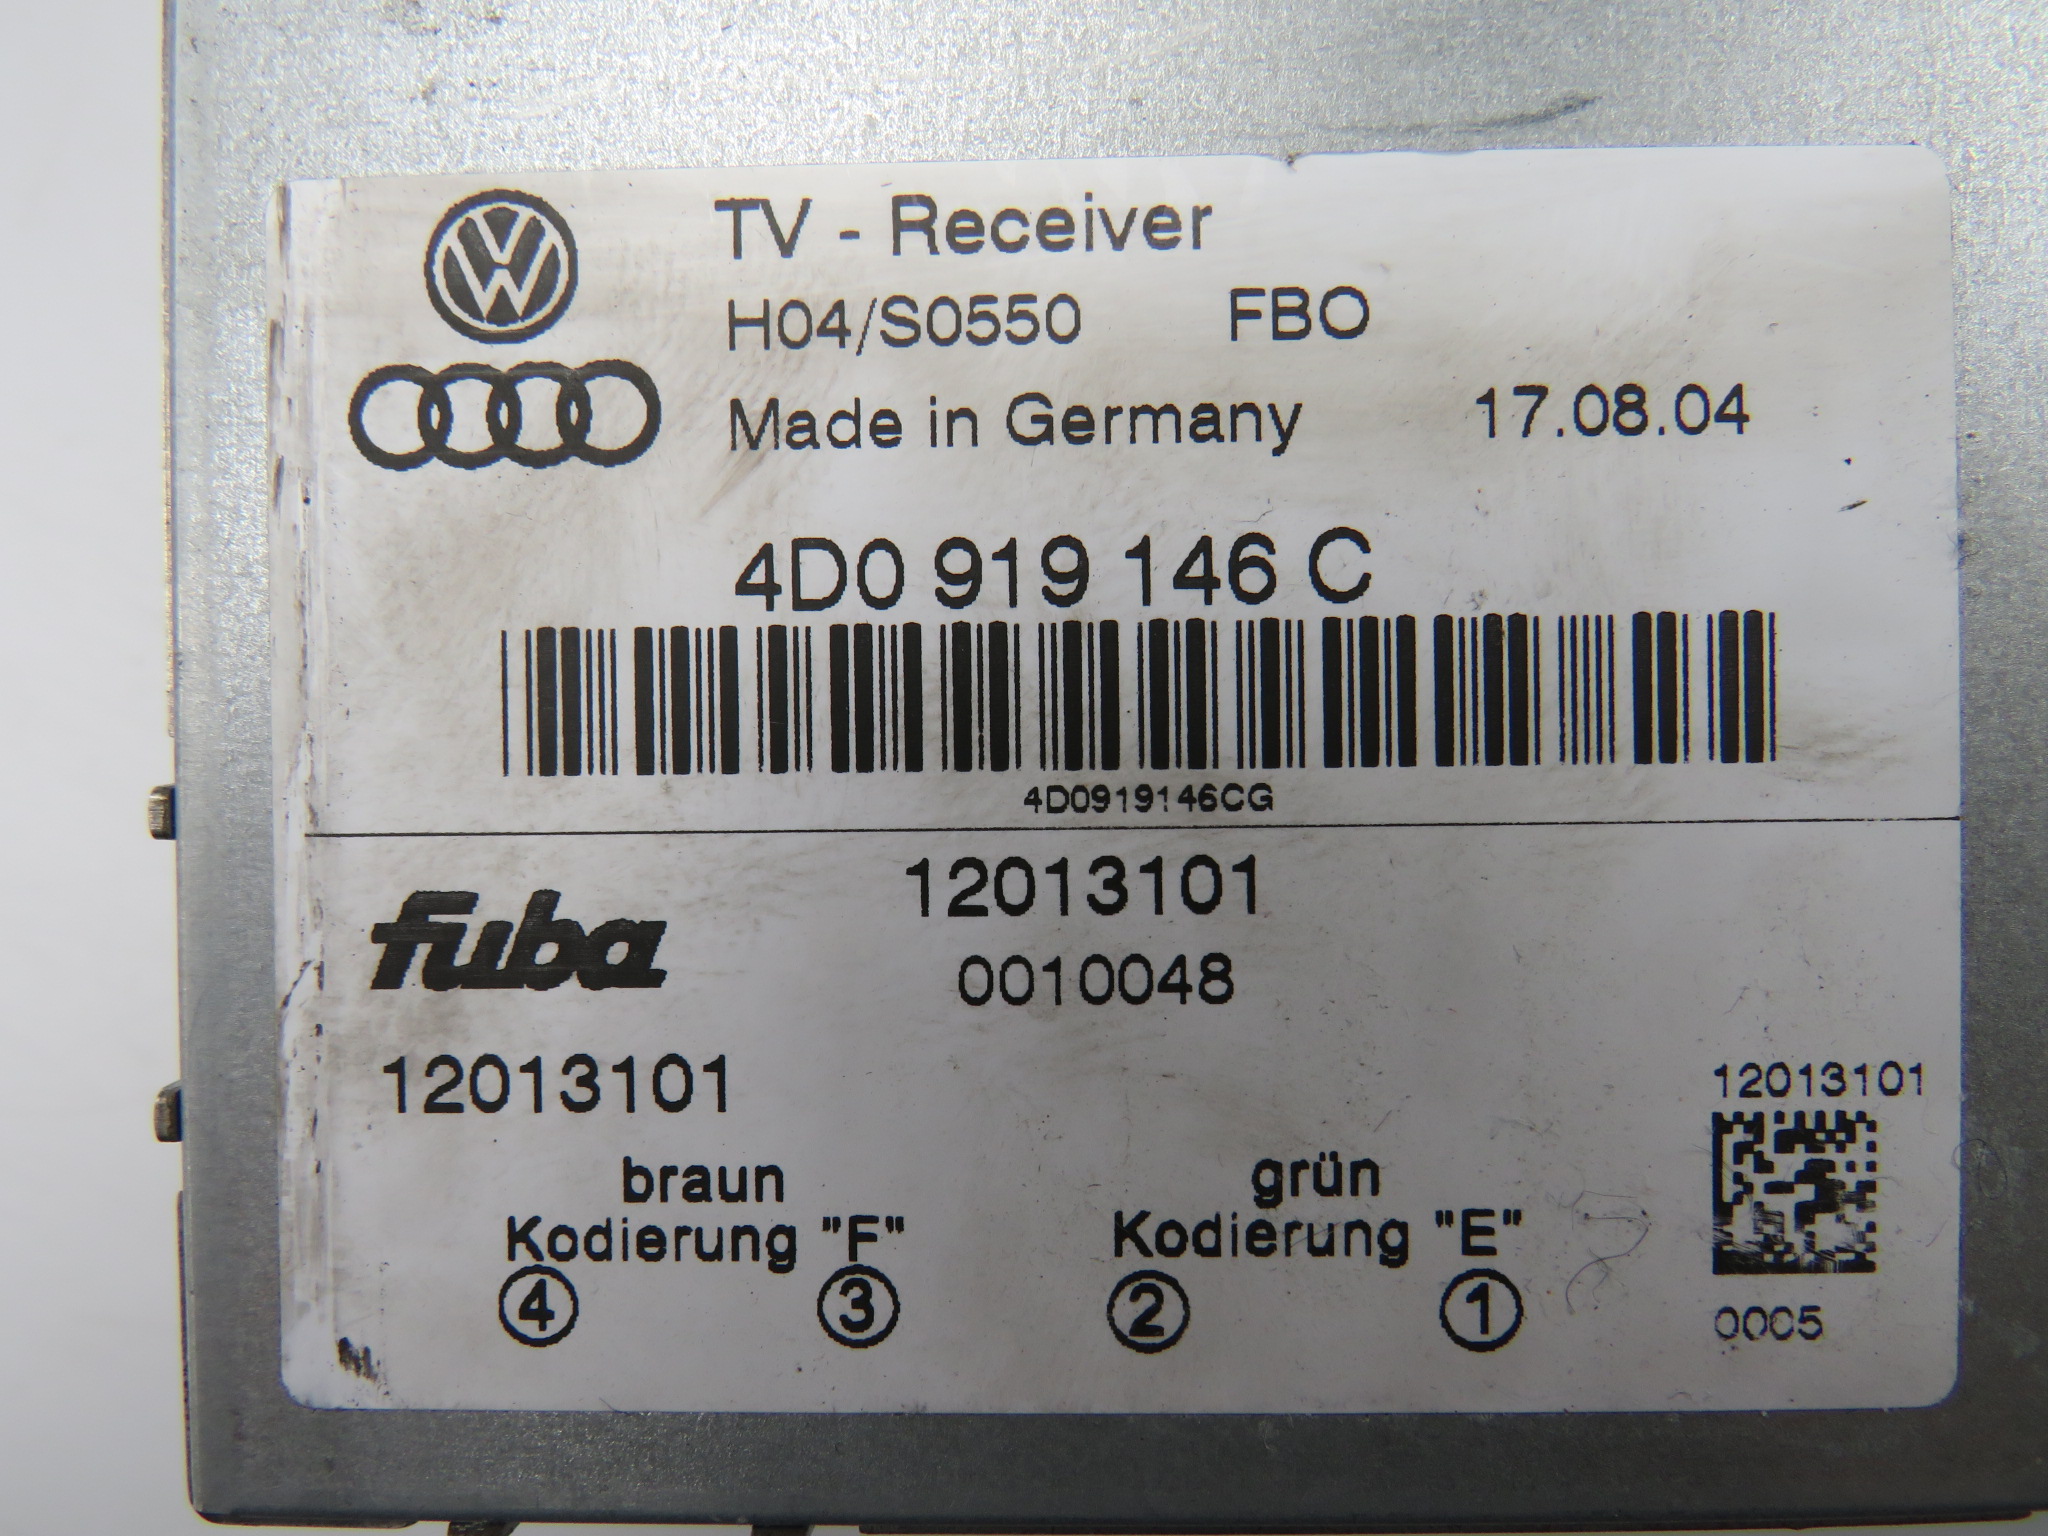 TV - Receiver
H04/S0550 FBO
Made in Germany 17.08.04
4D0 919 146 C
4D0919146CG
fuba
12013101
0010048
12013101
12013101
braun
Kodierung "F"
grün
Kodierung "E"
4 3 2 1
0005